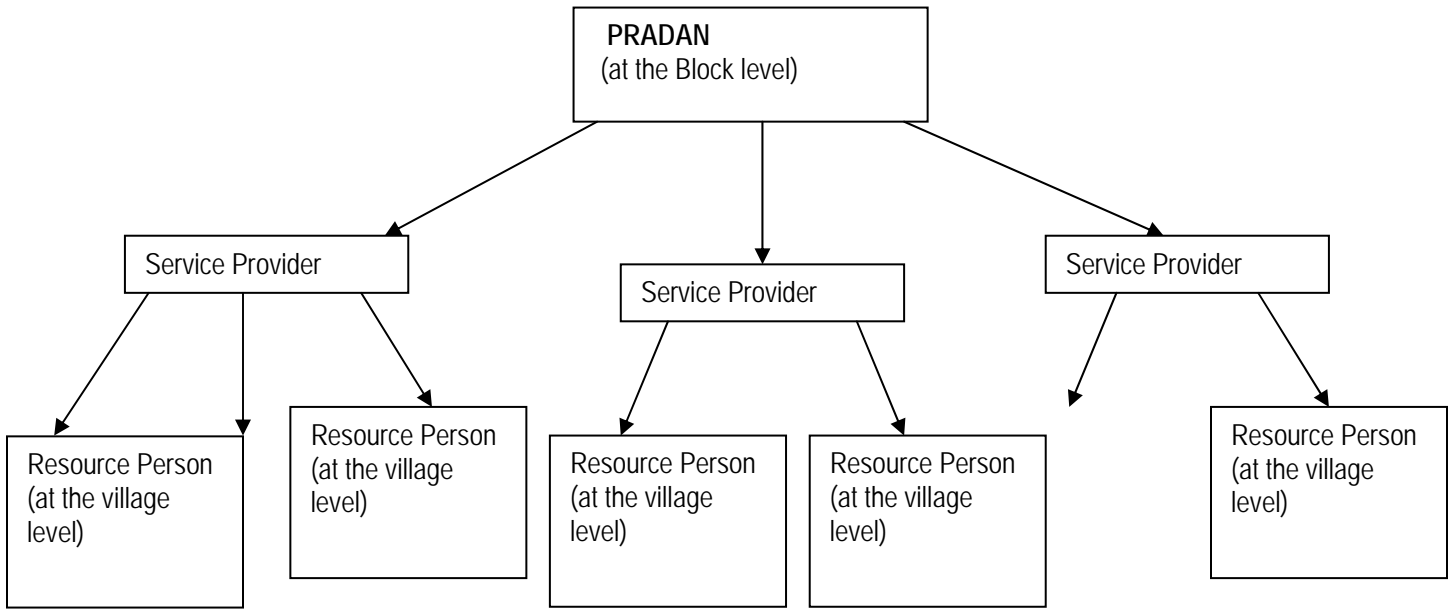 PRADAN
(at the Block level)
Service Provider
Service Provider
Service Provider
Resource Person
(at the village
level)
Resource Person
(at the village
level)
Resource Person
(at the village
level)
Resource Person
(at the village
level)
Resource Person
(at the village
level)